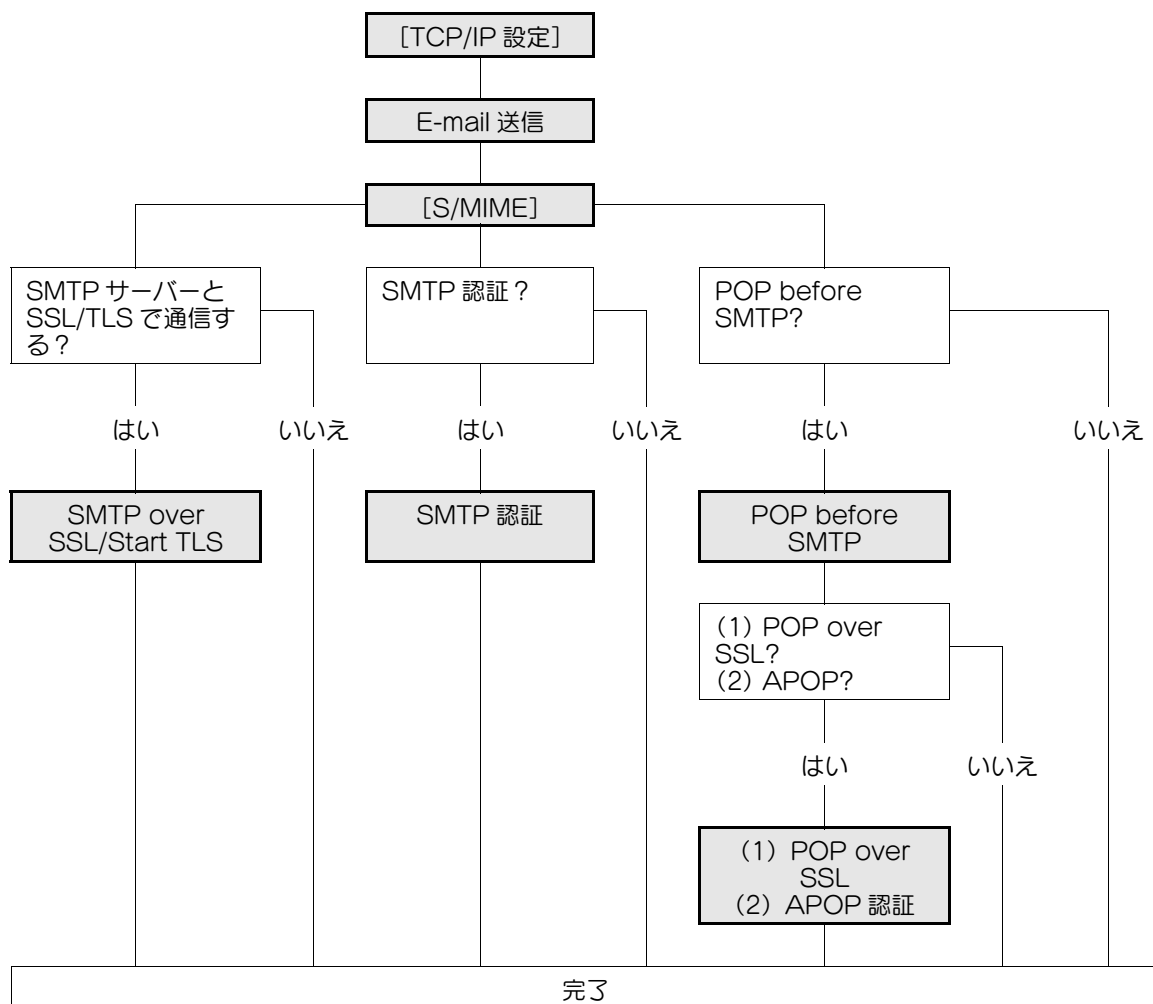 [TCP/IP 設定]
E-mail 送信
[S/MIME]
SMTP サーバーと
SSL/TLS で通信す
る?
SMTP 認証?
POP before
SMTP?
はい
いいえ
はい
いいえ
はい
いいえ
SMTP over
SSL/Start TLS
SMTP 認証
POP before
SMTP
(1) POP over
SSL?
(2) APOP?
はい
いいえ
(1) POP over
SSL
(2) APOP 認証
完了